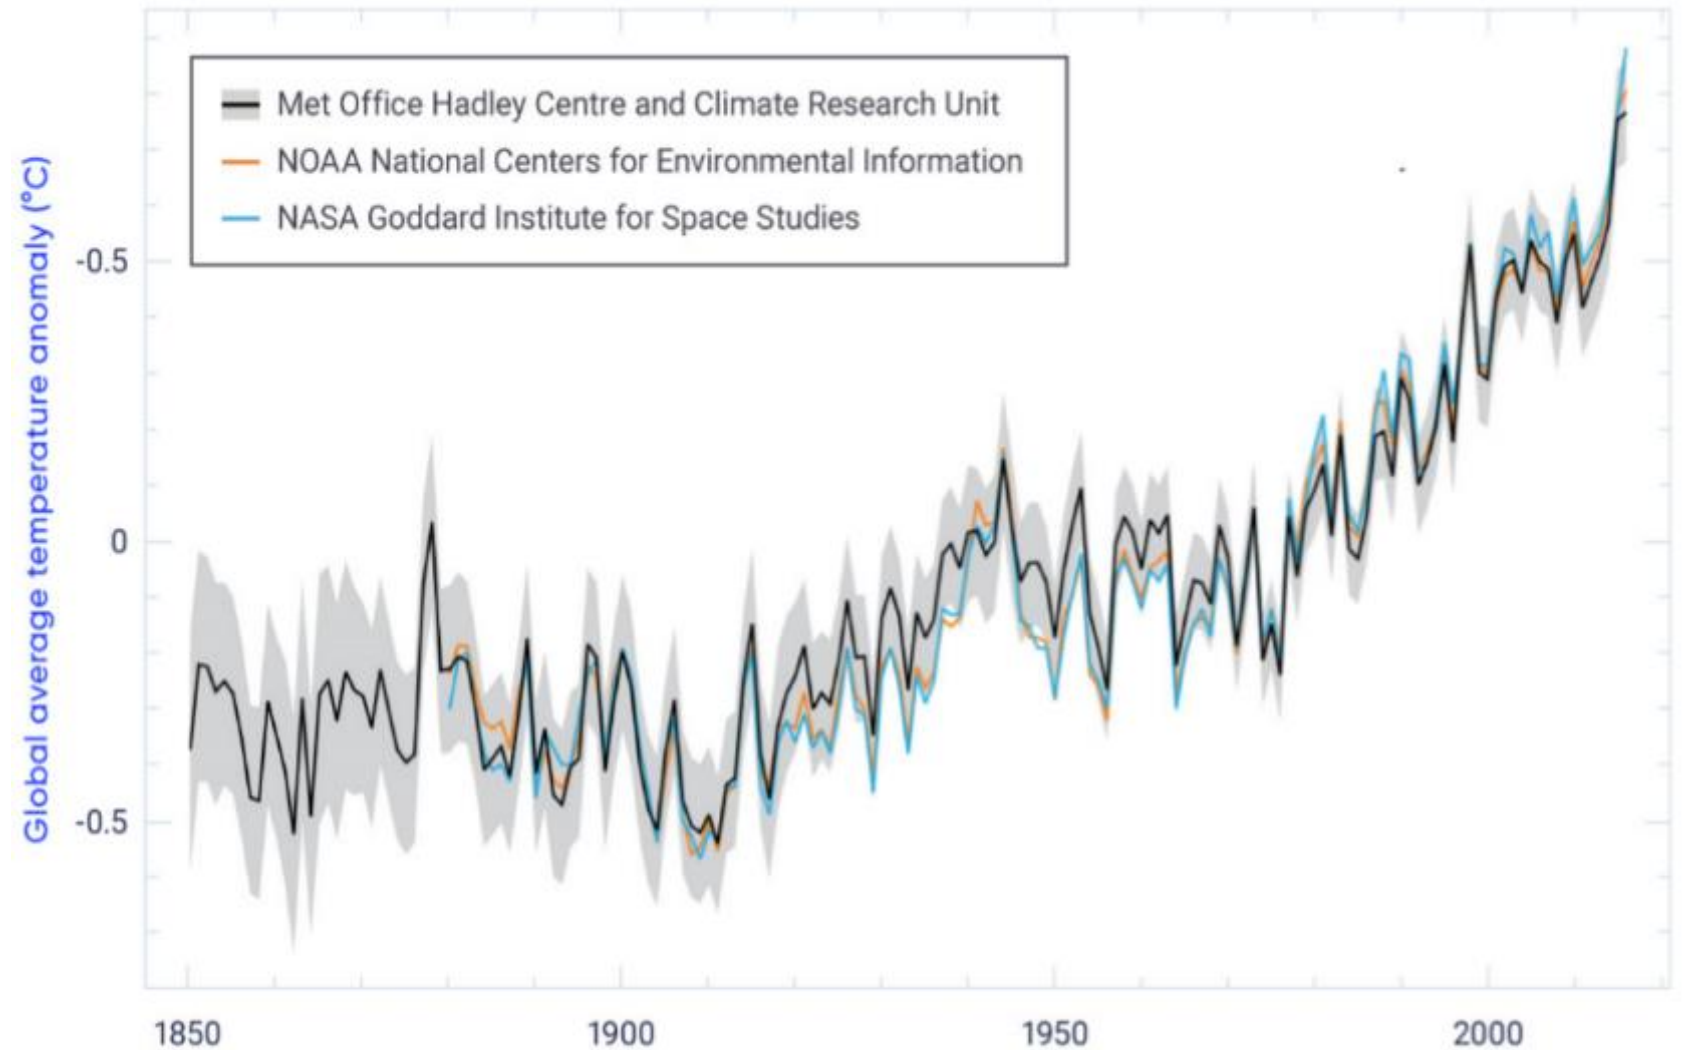 Met Office Hadley Centre and Climate Research Unit
NOAA National Centers for Environmental Information
NASA Goddard Institute for Space Studies
Global average temperature anomaly (°C)
-0.5
0
-0.5
1850
1900
1950
2000